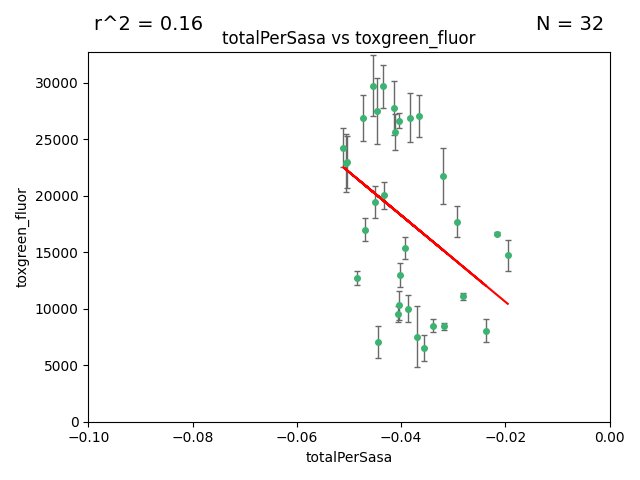 r^2 = 0.16
N = 32
totalPerSasa vs toxgreen_fluor
30000
25000
20000
15000
10000
5000
0
toxgreen_fluor
−0.10
−0.08
−0.06
−0.04
−0.02
0.00
totalPerSasa